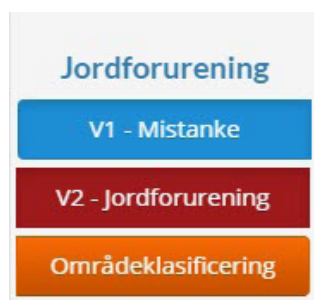 Jordforurening
V1 - Mistanke
V2 - Jordforurening
Områdeklasificering